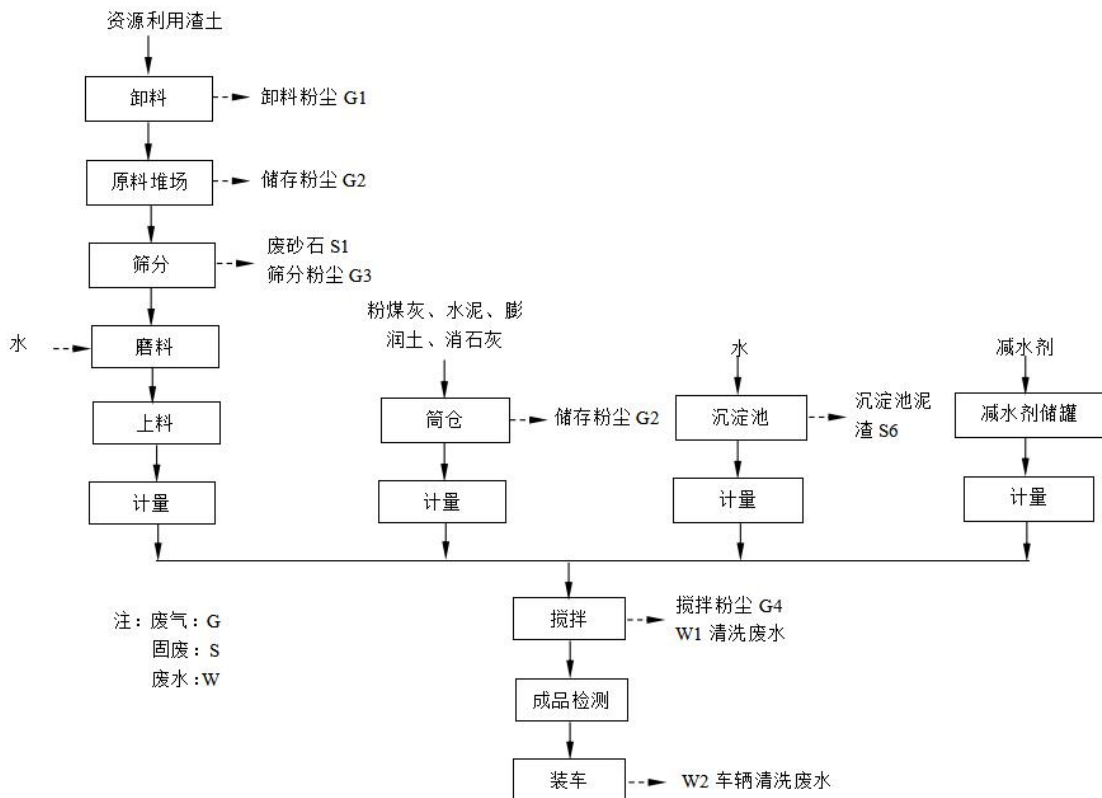 资源利用渣土
卸料
卸料粉尘 G1
原料堆场
储存粉尘 G2
筛分
废砂石 S1
筛分粉尘 G3
水
磨料
上料
计量
粉煤灰、水泥、膨
润土、消石灰
筒仓
储存粉尘 G2
计量
水
沉淀池
沉淀池泥
渣 S6
计量
减水剂
减水剂储罐
计量
搅拌
搅拌粉尘 G4
W1 清洗废水
成品检测
装车
W2 车辆清洗废水
注：废气：G
固废：S
废水：W